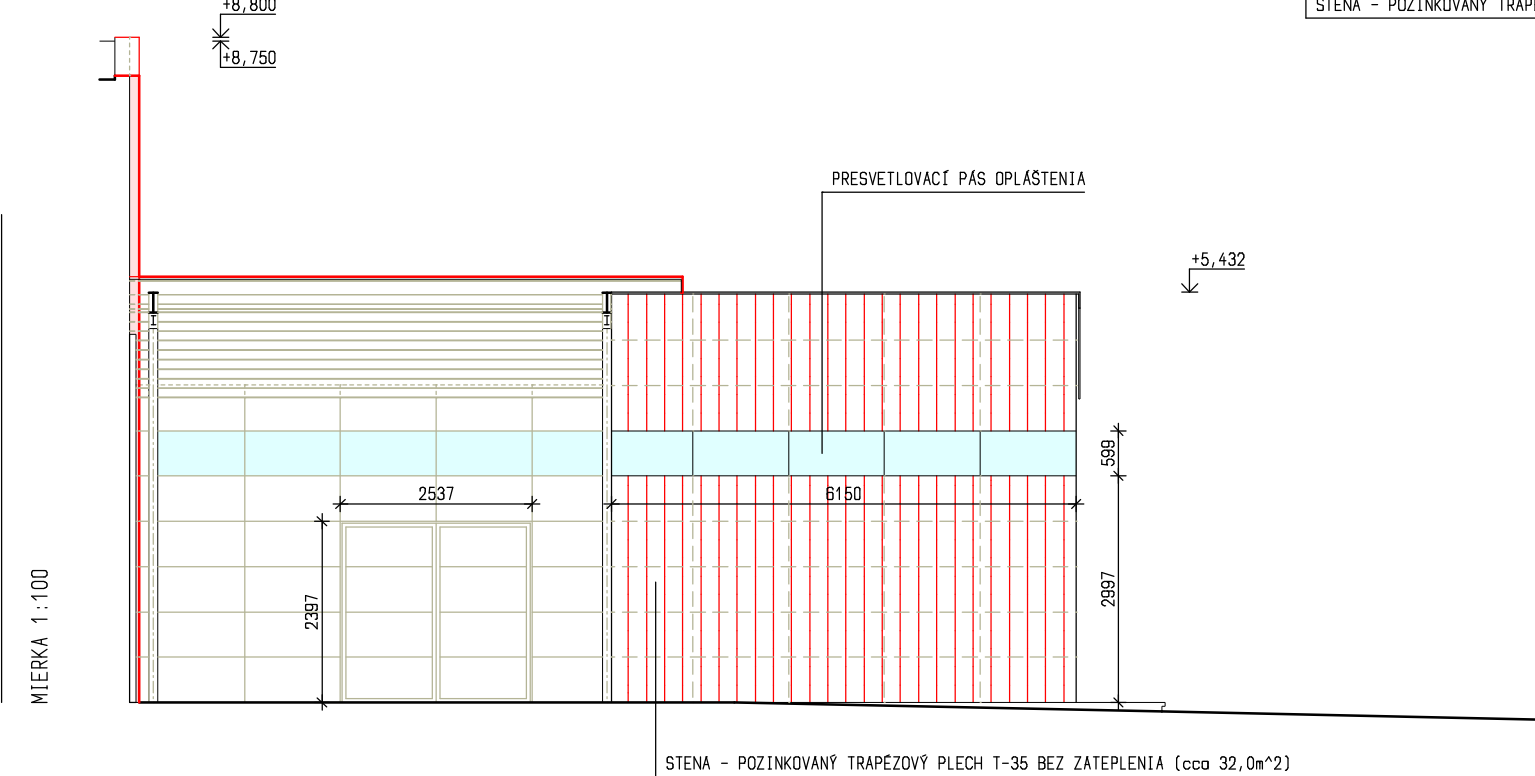 +8,800
STENA - POZINKOVANÝ
+8,750
PRESVETLOVACÍ PÁS OPLÁŠTENIA
+5,432
599
2537
6150
2997
2397
MIERKA 1:100
STENA - POZINKOVANÝ TRAPÉZOVÝ PLECH T-35 BEZ ZATEPLENIA (cca 32,0m^2)